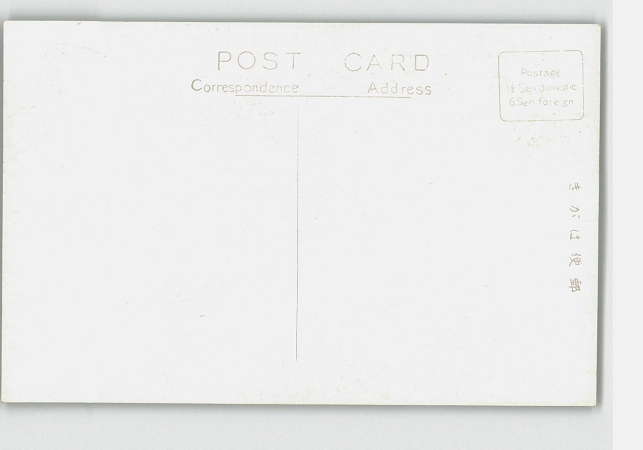 POST CARD
Correspondence Address
Postage
1½ Sen domestic
6 Sen foreign
きがは便郵